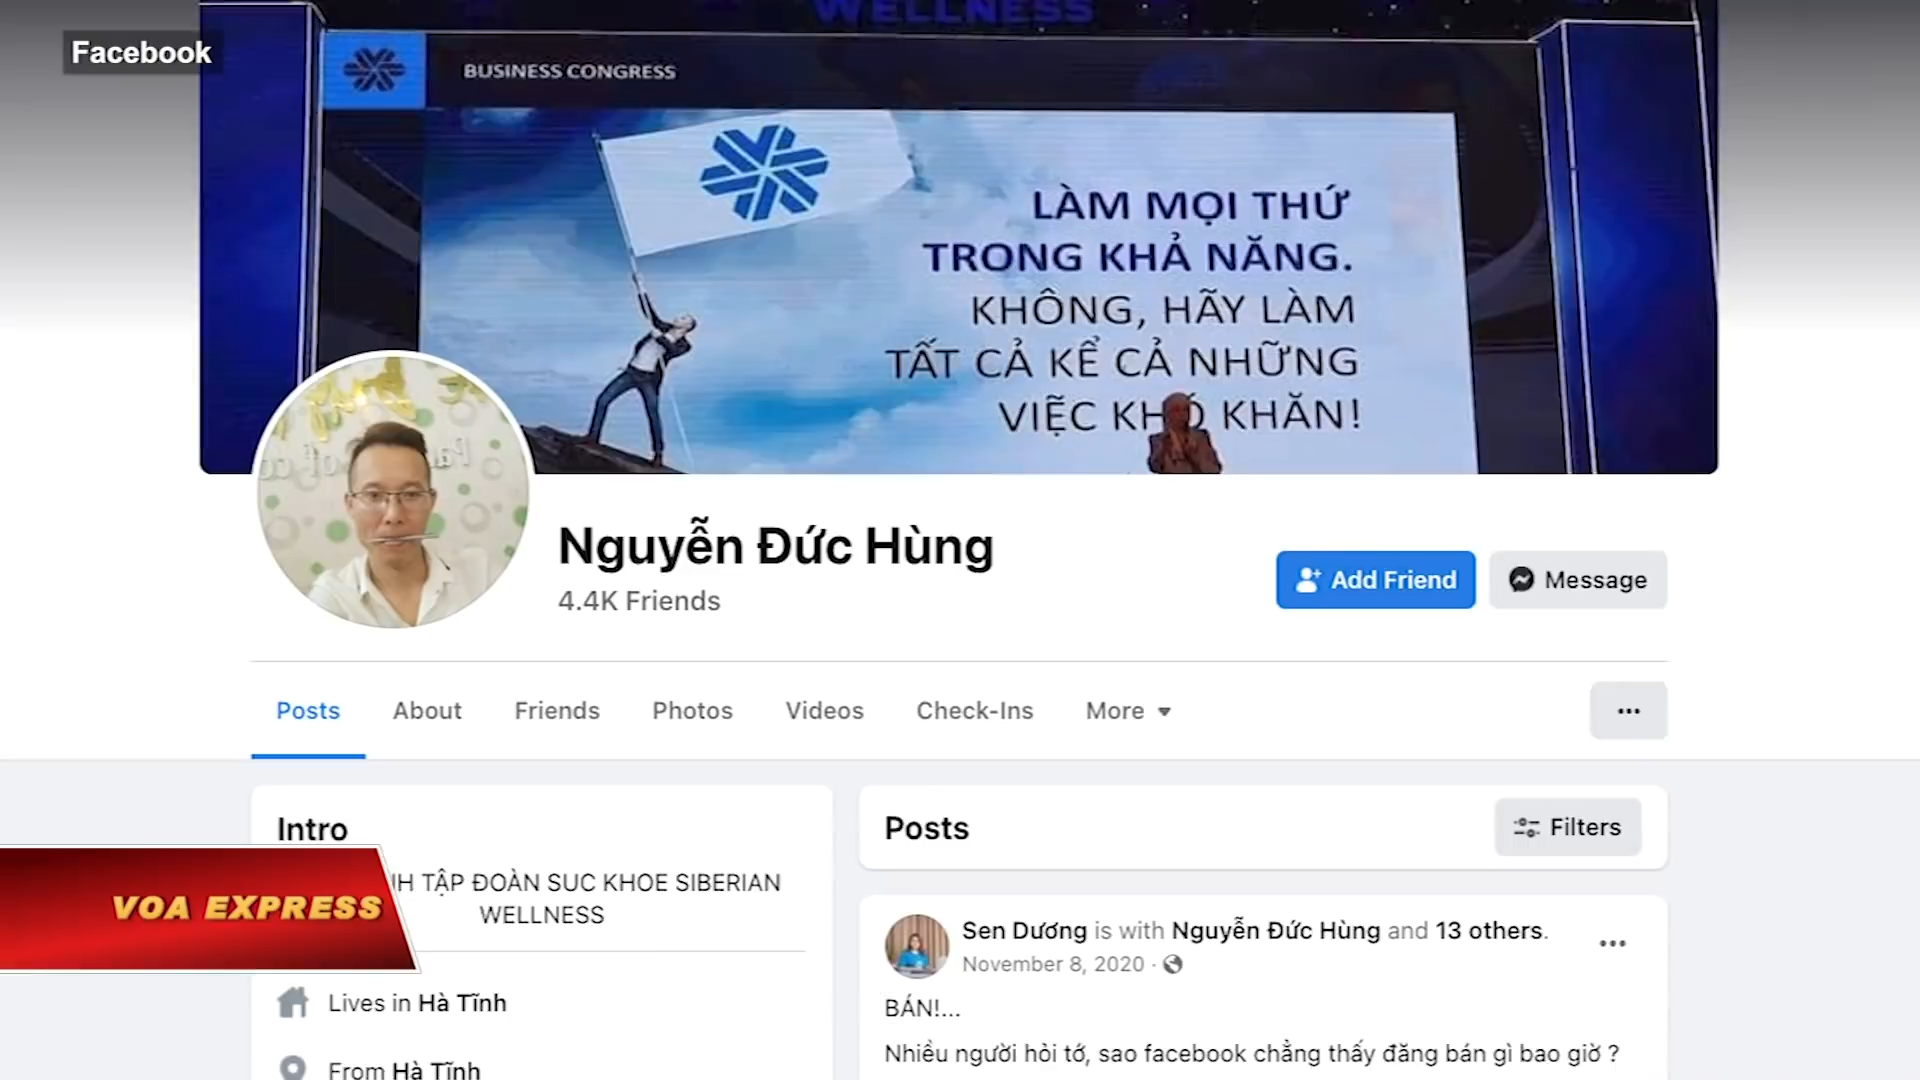 WELLNESS
Facebook
BUSINESS CONGRESS
LÀM MỌI THỨ
TRONG KHẢ NĂNG.
KHÔNG, HÃY LÀM
TẤT CẢ KỂ CẢ NHỮNG
VIỆC KHÓ KHĂN!
Nguyễn Đức Hùng
4.4K Friends
Add Friend
Message
Posts About Friends Photos Videos Check-Ins More
Intro
TẬP ĐOÀN SUC KHOE SIBERIAN
WELLNESS
VOA EXPRESS
Lives in Hà Tĩnh
From Hà Tĩnh
Posts
Filters
Sen Dương is with Nguyễn Đức Hùng and 13 others.
November 8, 2020 ·
BÁN!...
Nhiều người hỏi tớ, sao facebook chẳng thấy đăng bán gì bao giờ ?